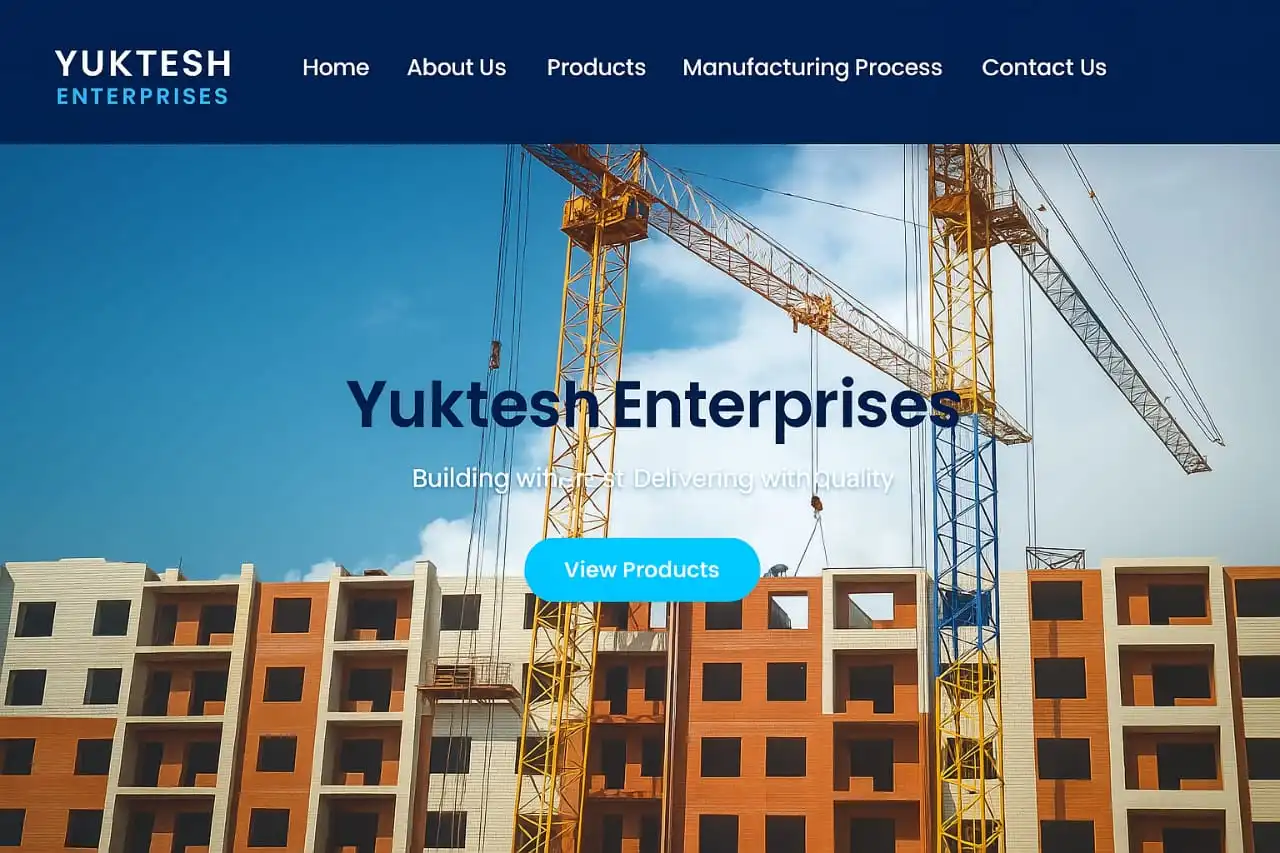 YUKTESH
ENTERPRISES
Home About Us Products Manufacturing Process Contact Us
Yuktesh Enterprises
Building with Delivering with quality
View Products